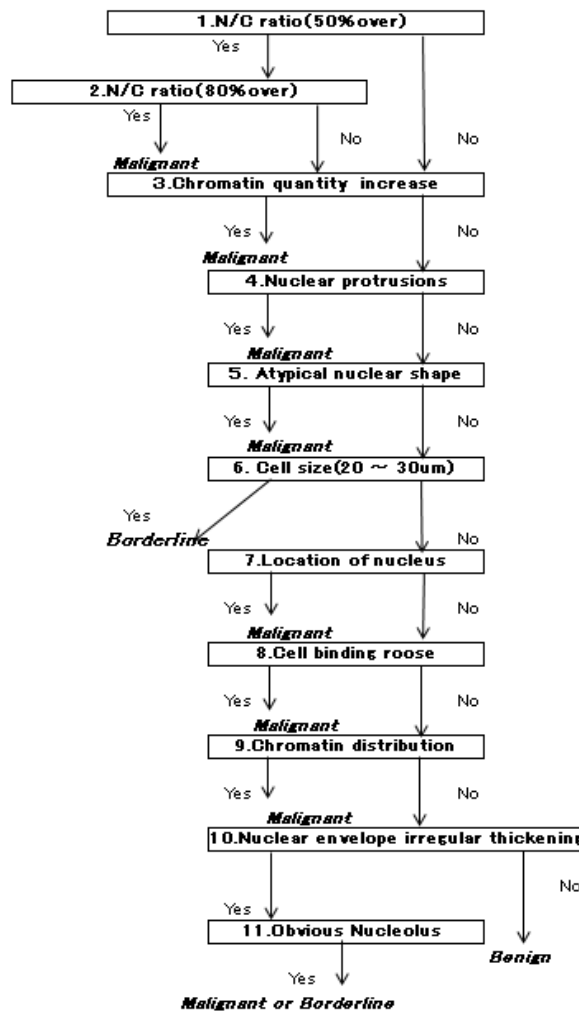 1.N/C ratio(50%over)
Yes
2.N/C ratio(80%over)
Yes
No
No
Malignant
3.Chromatin quantity increase
Yes
No
Malignant
4.Nuclear protrusions
Yes
No
Malignant
5. Atypical nuclear shape
Yes
No
Malignant
6. Cell size(20 ～ 30um)
Yes
No
Borderline
7.Location of nucleus
Yes
No
Malignant
8.Cell binding roose
Yes
No
Malignant
9.Chromatin distribution
Yes
No
Malignant
10.Nuclear envelope irregular thickening
No
Yes
11.Obvious Nucleolus
Benign
Yes
Malignant or Borderline